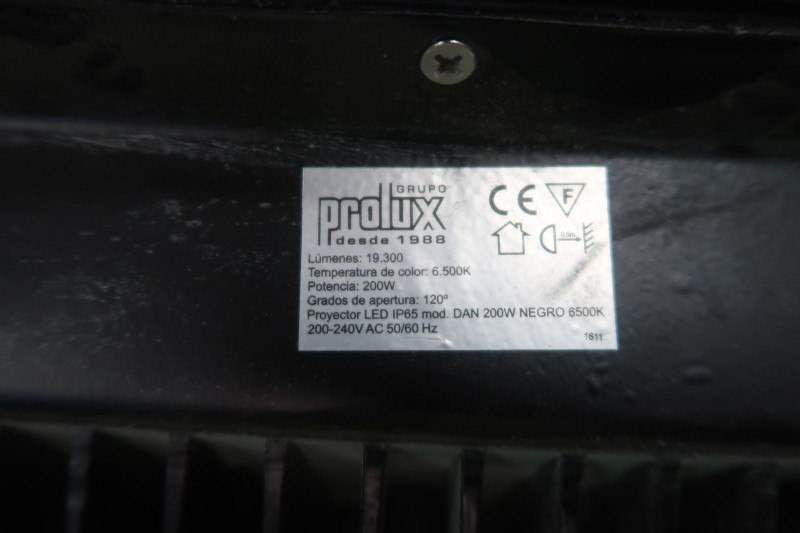 GRUPO
prolux
desde 1988
CE F
0,5m
Lúmenes: 19.300
Temperatura de color: 6.500K
Potencia: 200W
Grados de apertura: 120º
Proyector LED IP65 mod. DAN 200W NEGRO 6500K
200-240V AC 50/60 Hz
1611